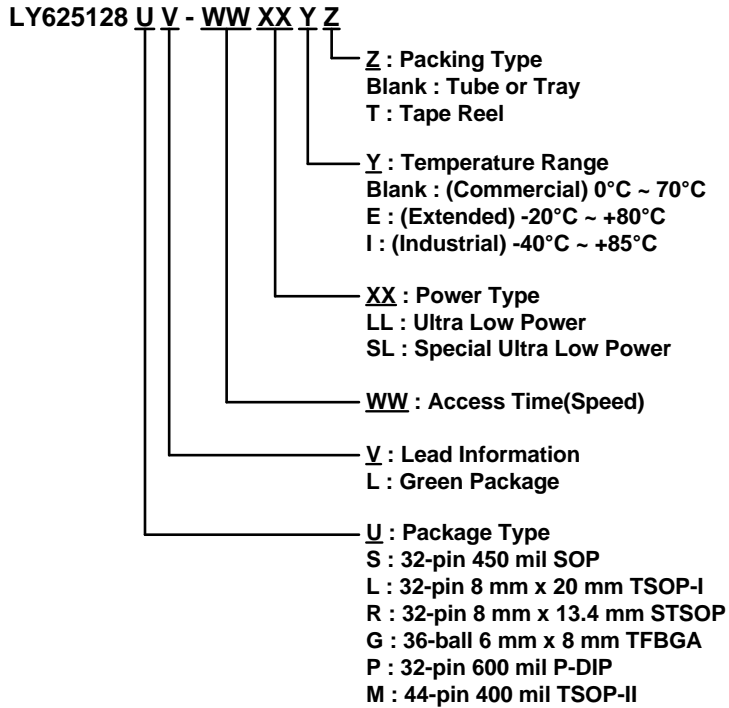 LY625128 U V - WW XX Y Z
Z : Packing Type
Blank : Tube or Tray
T : Tape Reel
Y : Temperature Range
Blank : (Commercial) 0°C ~ 70°C
E : (Extended) -20°C ~ +80°C
I : (Industrial) -40°C ~ +85°C
XX : Power Type
LL : Ultra Low Power
SL : Special Ultra Low Power
WW : Access Time(Speed)
V : Lead Information
L : Green Package
U : Package Type
S : 32-pin 450 mil SOP
L : 32-pin 8 mm x 20 mm TSOP-I
R : 32-pin 8 mm x 13.4 mm STSOP
G : 36-ball 6 mm x 8 mm TFBGA
P : 32-pin 600 mil P-DIP
M : 44-pin 400 mil TSOP-II